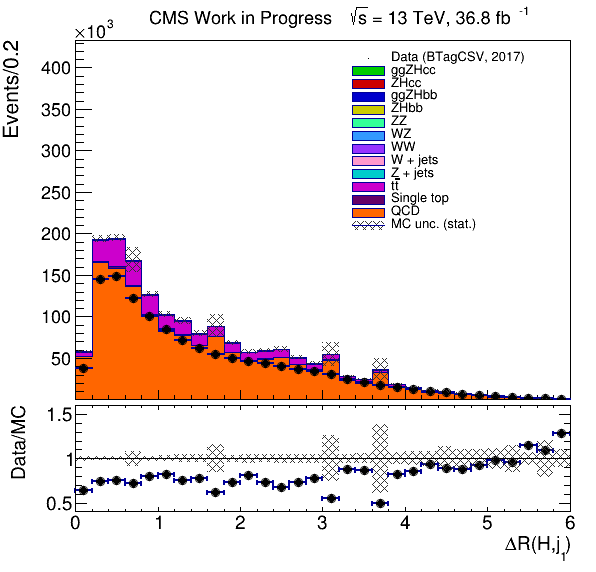 CMS Work in Progress √s = 13 TeV, 36.8 fb⁻¹
×10³
Events/0.2
400
350
300
250
200
150
100
50
Data (BTagCSV, 2017)
ggZHcc
ZHcc
ggZHbb
ZHbb
ZZ
WZ
WW
W + jets
Z + jets
tt̅
Single top
QCD
MC unc. (stat.)
Data/MC
1.5
1
0.5
0 1 2 3 4 5 6
ΔR(H,j₁)